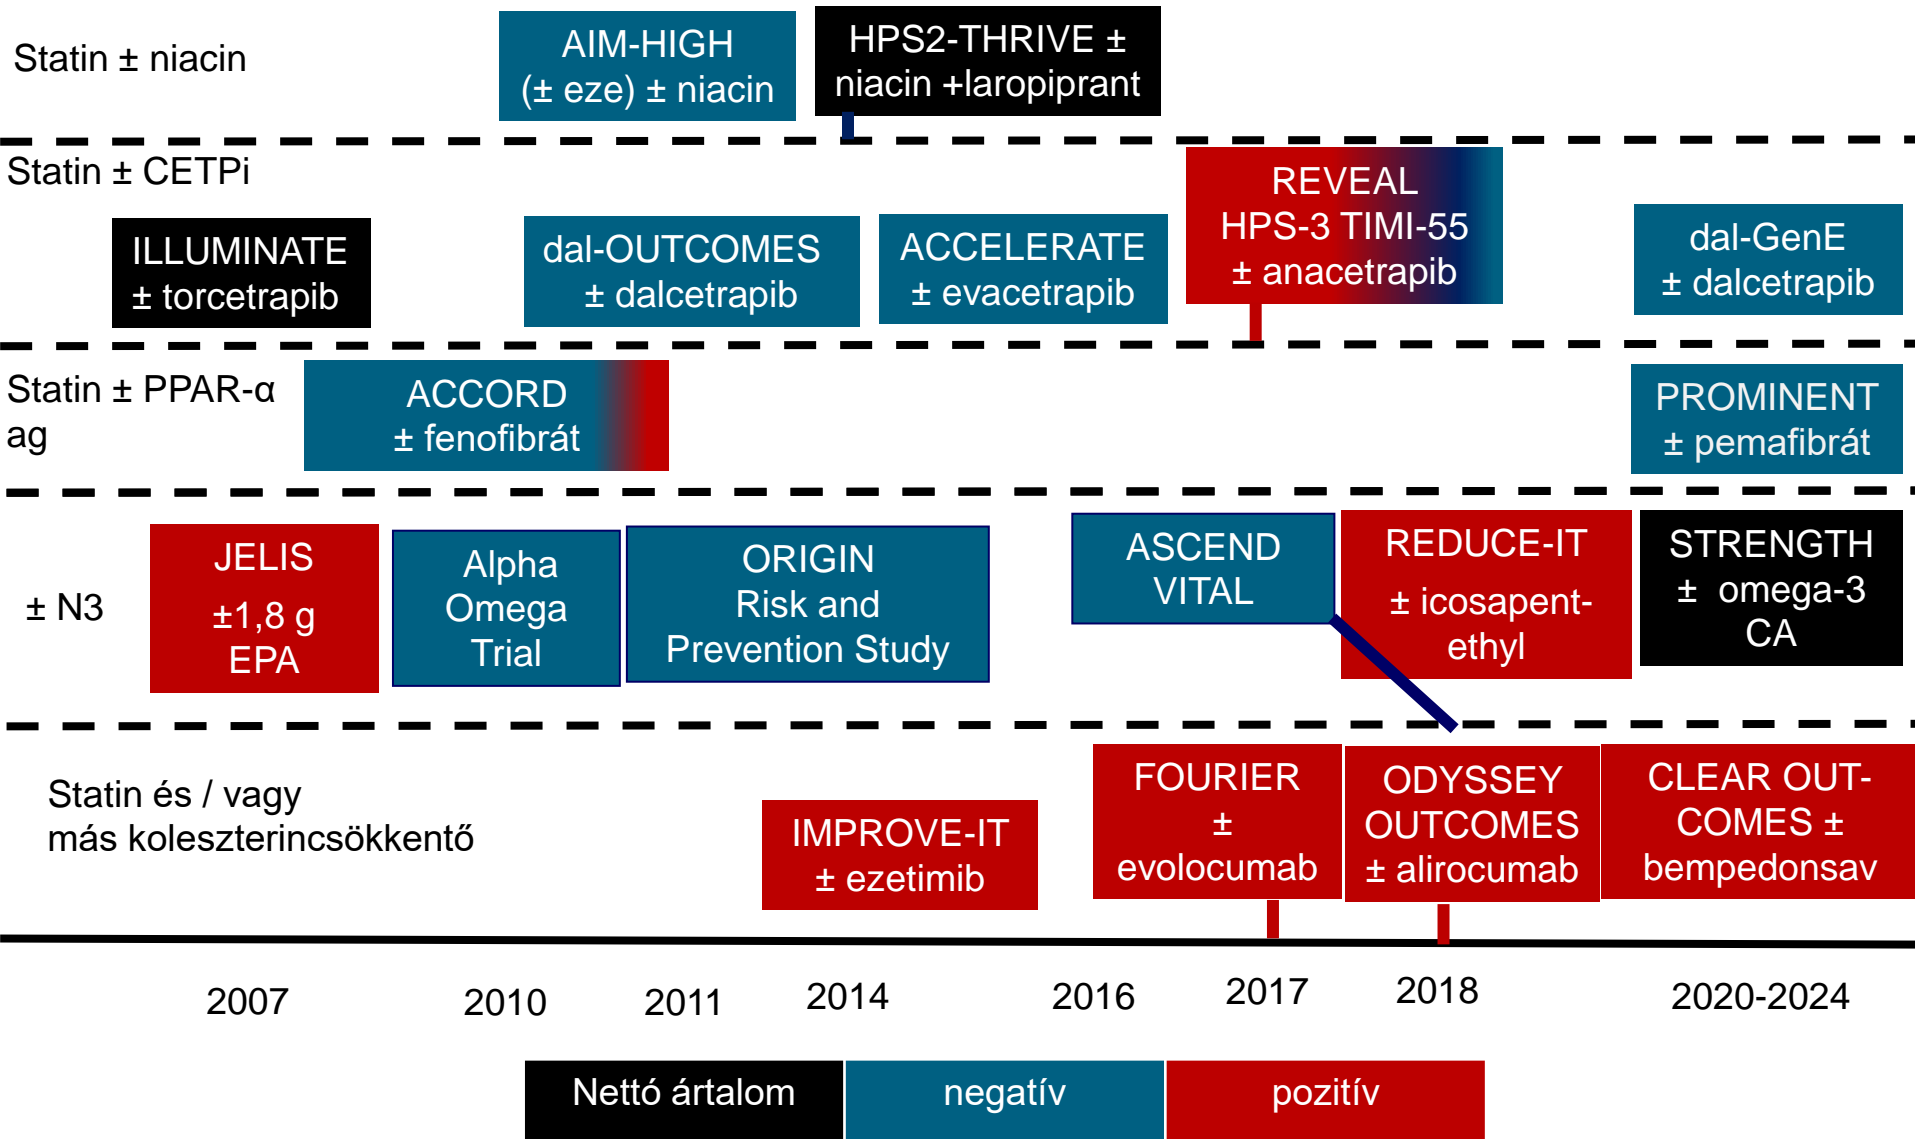 Statin ± niacin
AIM-HIGH
(± eze) ± niacin
HPS2-THRIVE ±
niacin +laropiprant
Statin ± CETPi
ILLUMINATE
± torcetrapib
dal-OUTCOMES
± dalcetrapib
ACCELERATE
± evacetrapib
REVEAL
HPS-3 TIMI-55
± anacetrapib
dal-GenE
± dalcetrapib
Statin ± PPAR-α
ag
ACCORD
± fenofibrát
PROMINENT
± pemafibrát
± N3
JELIS
±1,8 g
EPA
Alpha
Omega
Trial
ORIGIN
Risk and
Prevention Study
ASCEND
VITAL
REDUCE-IT
± icosapent-
ethyl
STRENGTH
± omega-3
CA
Statin és / vagy
más koleszterincsökkentő
IMPROVE-IT
± ezetimib
FOURIER
±
evolocumab
ODYSSEY
OUTCOMES
± alirocumab
CLEAR OUT-
COMES ±
bempedonsav
2007
2010
2011
2014
2016
2017
2018
2020-2024
Nettó ártalom
negatív
pozitív